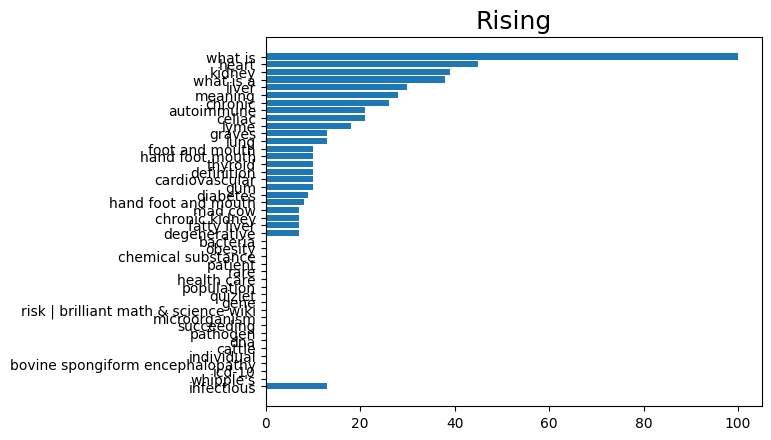 Rising
what is
heart
kidney
what is a
liver
meaning
chronic
autoimmune
celiac
lyme
graves
lung
foot and mouth
hand foot mouth
thyroid
definition
cardiovascular
gum
diabetes
hand foot and mouth
mad cow
chronic kidney
fatty liver
degenerative
bacteria
obesity
chemical substance
patient
rare
health care
population
quizlet
gene
risk | brilliant math & science wiki
microorganism
succeeding
pathogen
dna
cattle
individual
bovine spongiform encephalopathy
icd-10
whipple's
infectious
0 20 40 60 80 100